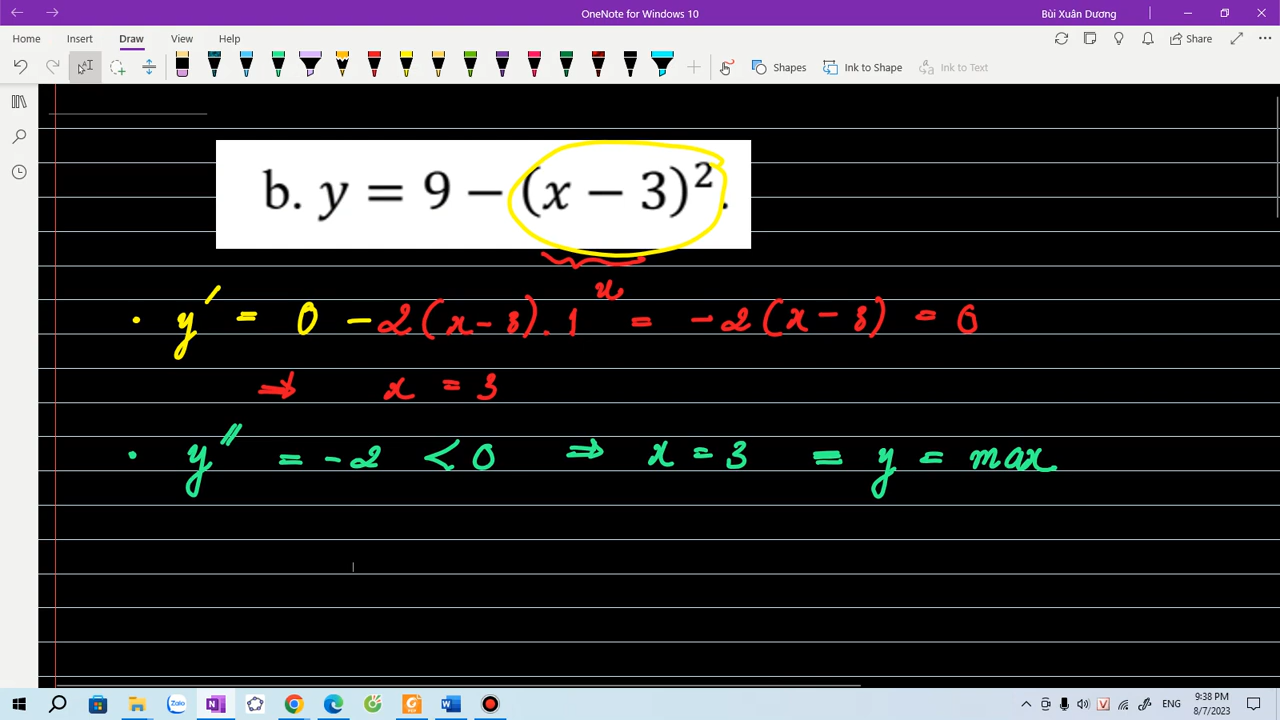 OneNote for Windows 10
Bùi Xuân Dương
Home Insert Draw View Help
Share
Shapes Ink to Shape Ink to Text
b. y = 9 − (x − 3)².
u
· y' = 0 − 2(x − 3). 1 = −2(x − 3) = 0
⇒ x = 3
· y'' = −2 < 0 ⇒ x = 3 ≡ y = max
Zalo
ENG
9:38 PM
8/7/2023